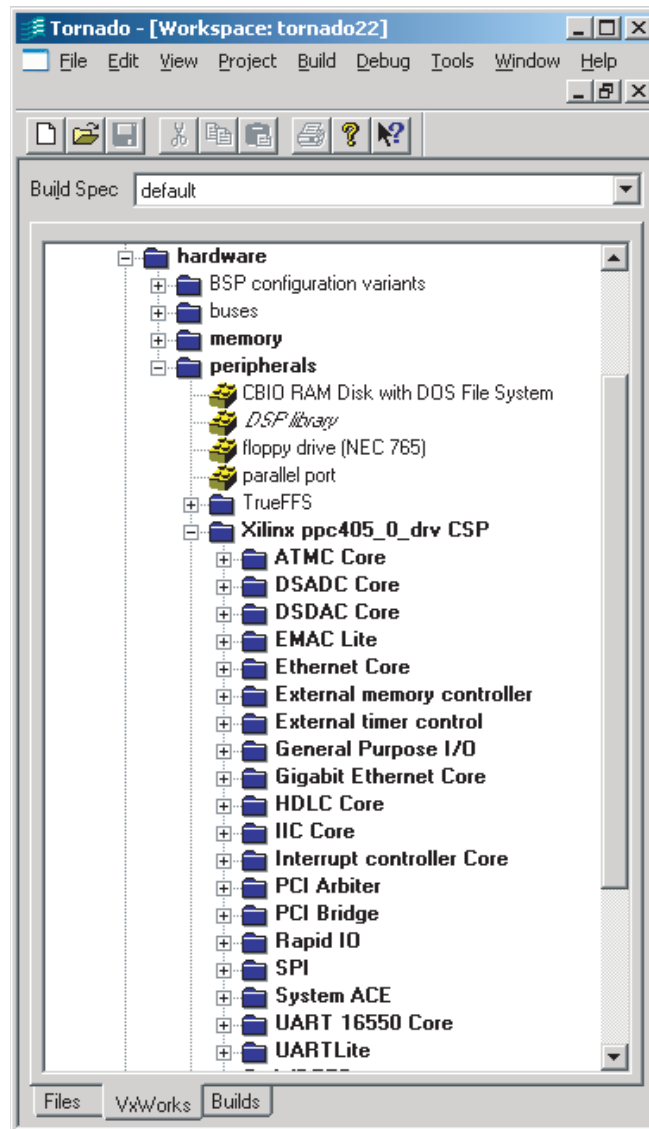 Tornado - [Workspace: tornado22]
File Edit View Project Build Debug Tools Window Help
Build Spec default
hardware
BSP configuration variants
buses
memory
peripherals
CBIO RAM Disk with DOS File System
DSP library
floppy drive (NEC 765)
parallel port
TrueFFS
Xilinx ppc405_0_drv CSP
ATMC Core
DSADC Core
DSDAC Core
EMAC Lite
Ethernet Core
External memory controller
External timer control
General Purpose I/O
Gigabit Ethernet Core
HDLC Core
IIC Core
Interrupt controller Core
PCI Arbiter
PCI Bridge
Rapid IO
SPI
System ACE
UART 16550 Core
UARTLite
Files VxWorks Builds